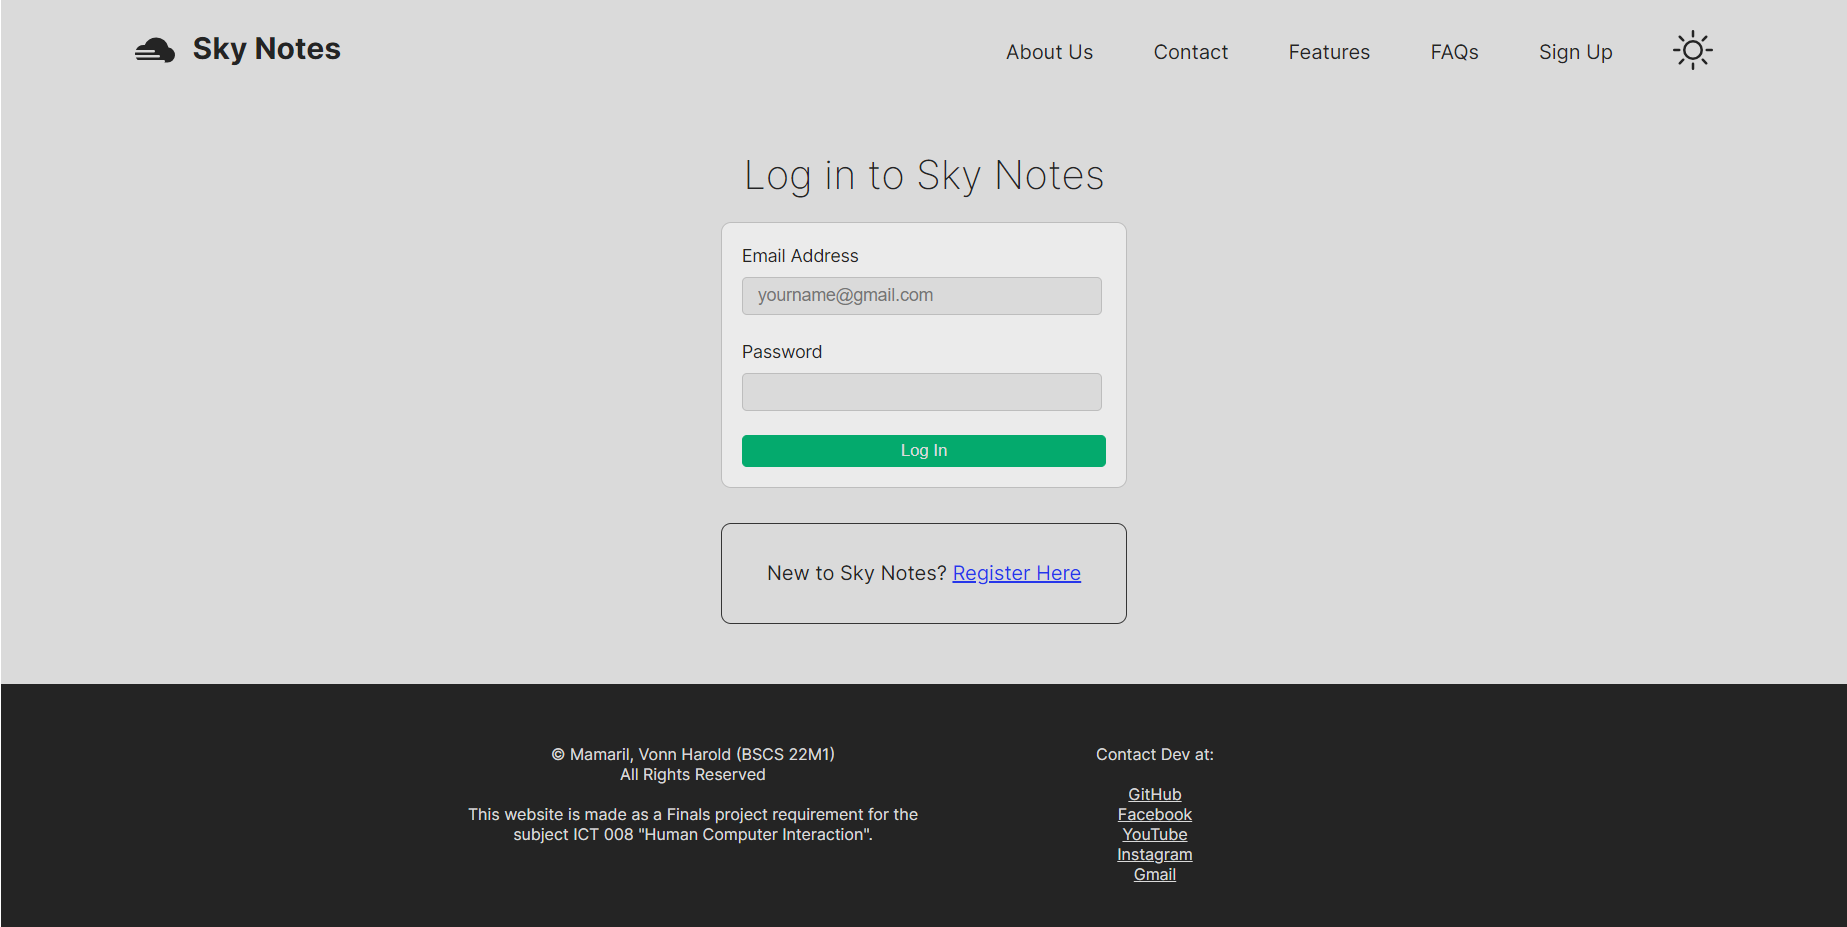 Sky Notes
About Us Contact Features FAQs Sign Up
Log in to Sky Notes
Email Address
yourname@gmail.com
Password
Log In
New to Sky Notes? Register Here
© Mamaril, Vonn Harold (BSCS 22M1)
All Rights Reserved
This website is made as a Finals project requirement for the
subject ICT 008 "Human Computer Interaction".
Contact Dev at:
GitHub
Facebook
YouTube
Instagram
Gmail